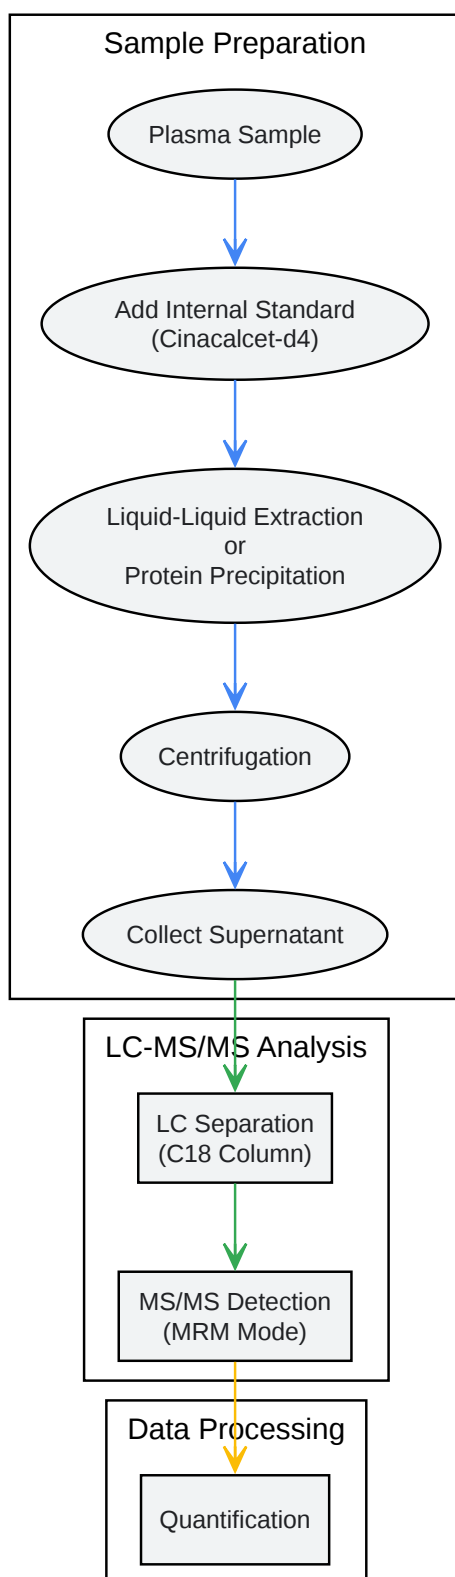 Sample Preparation
Plasma Sample
Add Internal Standard
(Cinacalcet-d4)
Liquid-Liquid Extraction
or
Protein Precipitation
Centrifugation
Collect Supernatant
LC-MS/MS Analysis
LC Separation
(C18 Column)
MS/MS Detection
(MRM Mode)
Data Processing
Quantification